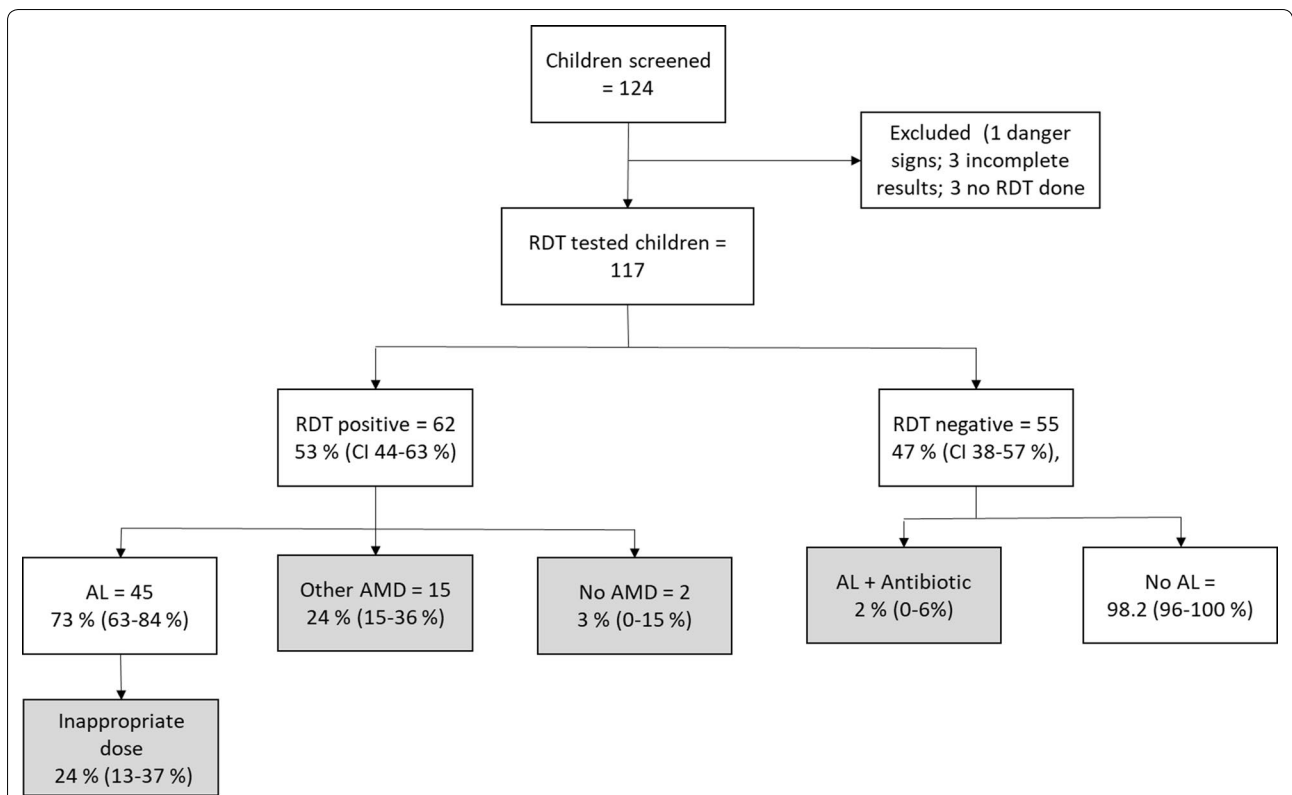 Children screened
= 124
Excluded  (1 danger
signs; 3 incomplete
results; 3 no RDT done
RDT tested children =
117
RDT positive = 62
53 % (CI 44-63 %)
RDT negative = 55
47 % (CI 38-57 %),
AL = 45
73 % (63-84 %)
Other AMD = 15
24 % (15-36 %)
No AMD = 2
3 % (0-15 %)
AL + Antibiotic
2 % (0-6%)
No AL =
98.2 (96-100 %)
Inappropriate
dose
24 % (13-37 %)